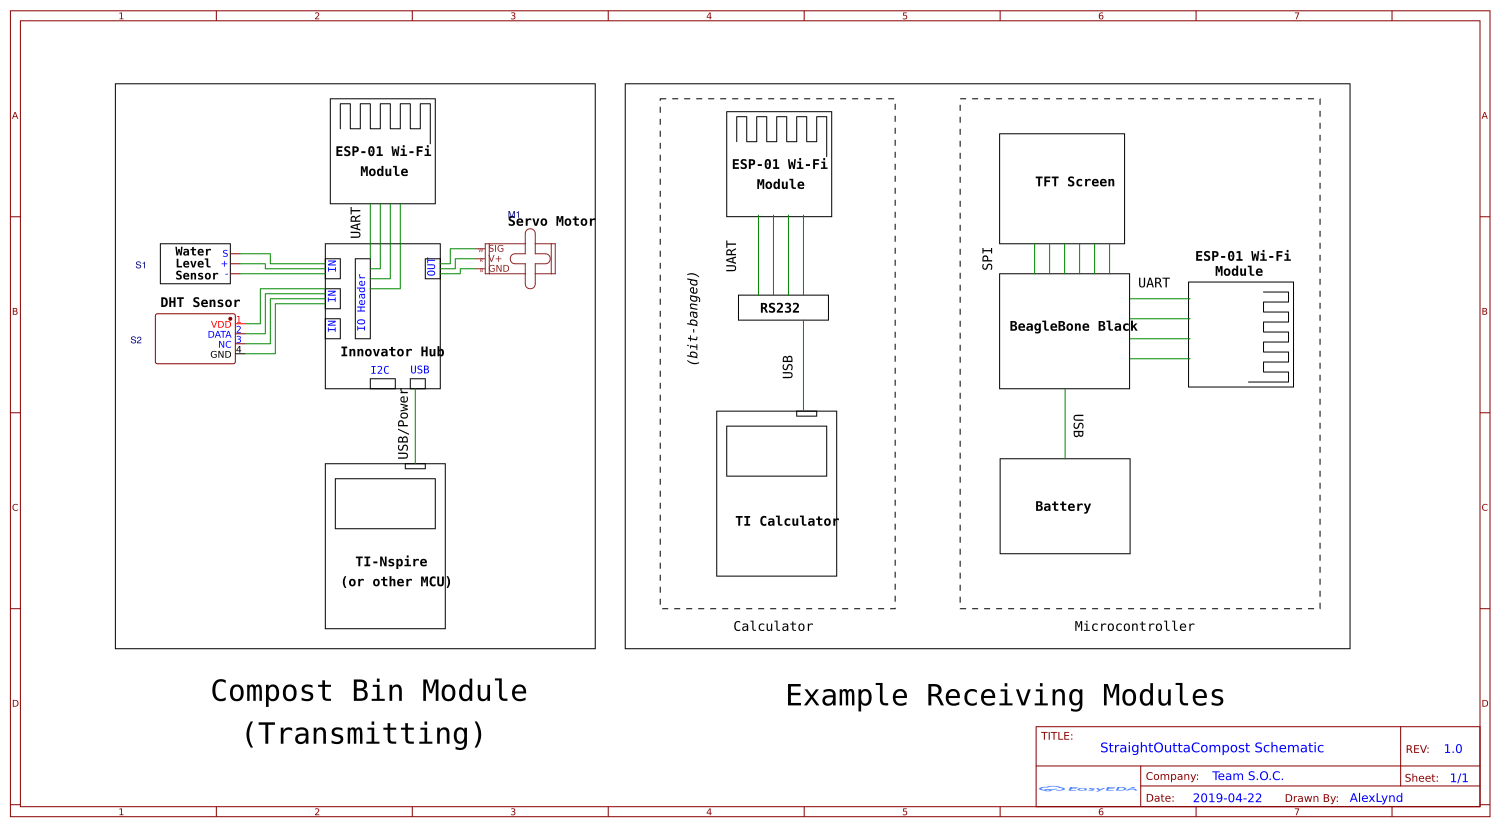 1 2 3 4 5 6 7
A A
B B
C C
D D
ESP-01 Wi-Fi
Module
UART
M1
Servo Motor
SIG
V+
GND
S1
Water
Level
Sensor
S
+
-
IN
IN
IN
IO Header
OUT
DHT Sensor
S2
VDD 1
DATA 2
NC 3
GND 4
Innovator Hub
I2C USB
USB/Power
TI-Nspire
(or other MCU)
Compost Bin Module
(Transmitting)
ESP-01 Wi-Fi
Module
UART
(bit-banged)
RS232
USB
TI Calculator
Calculator
TFT Screen
SPI
ESP-01 Wi-Fi
Module
UART
BeagleBone Black
USB
Battery
Microcontroller
Example Receiving Modules
TITLE:
StraightOuttaCompost Schematic
REV: 1.0
Company: Team S.O.C.
Sheet: 1/1
EasyEDA
Date: 2019-04-22 Drawn By: AlexLynd
1 2 3 4 5 6 7